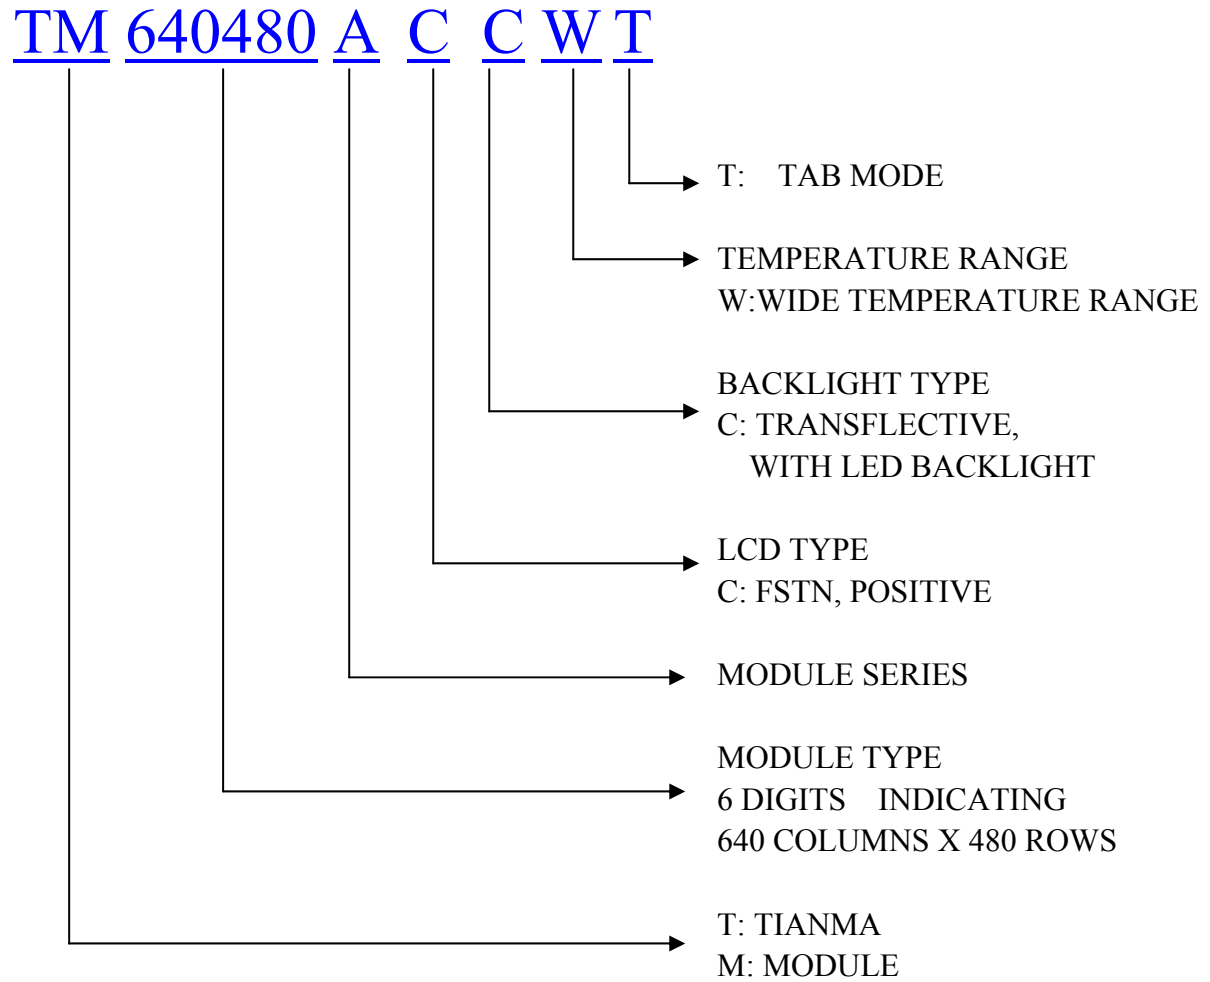 TM 640480 A C C W T
T: TAB MODE
TEMPERATURE RANGE
W:WIDE TEMPERATURE RANGE
BACKLIGHT TYPE
C: TRANSFLECTIVE,
WITH LED BACKLIGHT
LCD TYPE
C: FSTN, POSITIVE
MODULE SERIES
MODULE TYPE
6 DIGITS INDICATING
640 COLUMNS X 480 ROWS
T: TIANMA
M: MODULE